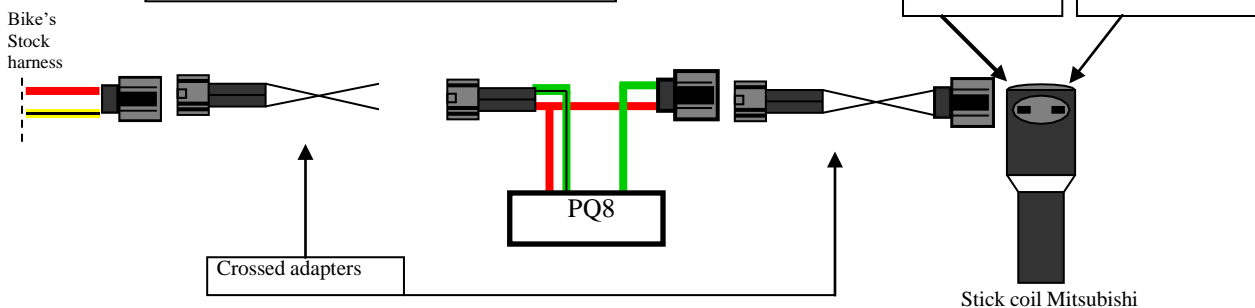 Bike's
Stock
harness
PQ8
Crossed adapters
Stick coil Mitsubishi